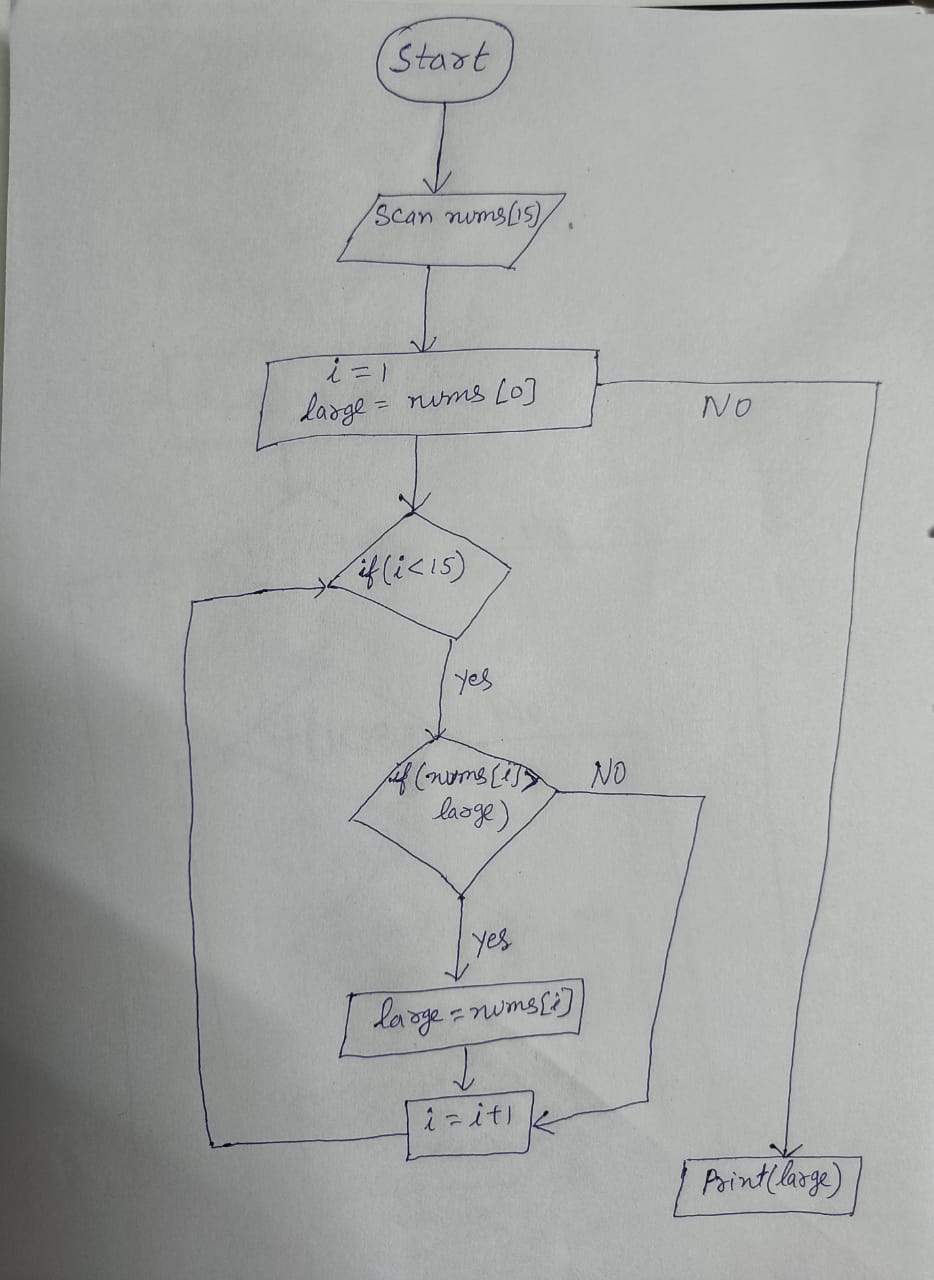 Start
Scan nums[15]
i = 1
large = nums [0]
NO
if(i<15)
yes
if(nums[i]>
large)
NO
yes
large = nums[i]
i = i+1
Print(large)